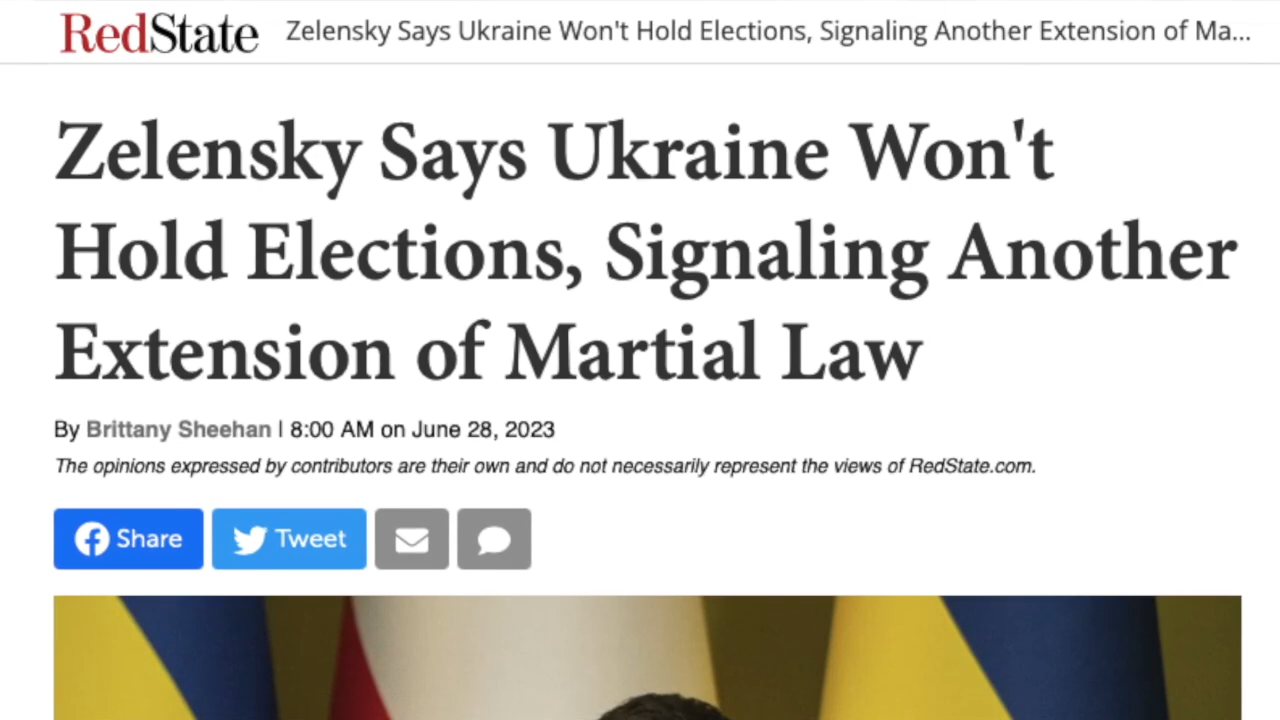 RedState Zelensky Says Ukraine Won't Hold Elections, Signaling Another Extension of Ma...
Zelensky Says Ukraine Won't
Hold Elections, Signaling Another
Extension of Martial Law
By Brittany Sheehan | 8:00 AM on June 28, 2023
The opinions expressed by contributors are their own and do not necessarily represent the views of RedState.com.
Share Tweet